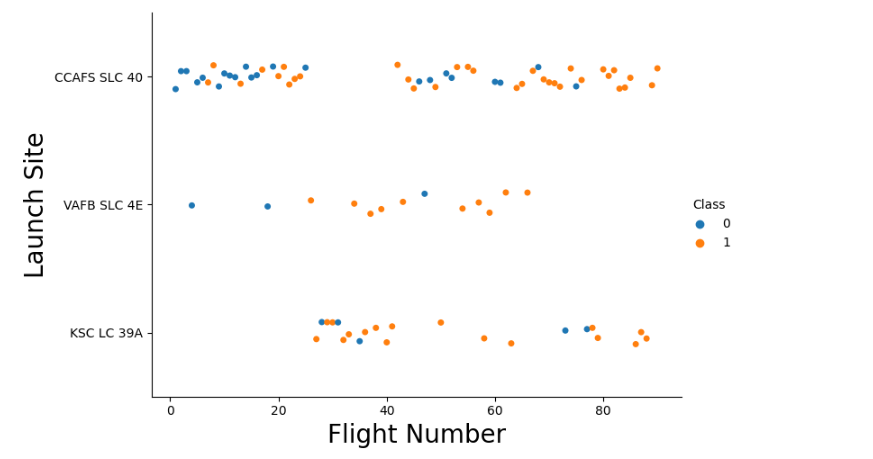 Launch Site
CCAFS SLC 40
VAFB SLC 4E
KSC LC 39A
0
20
40
60
80
Flight Number
Class
0
1